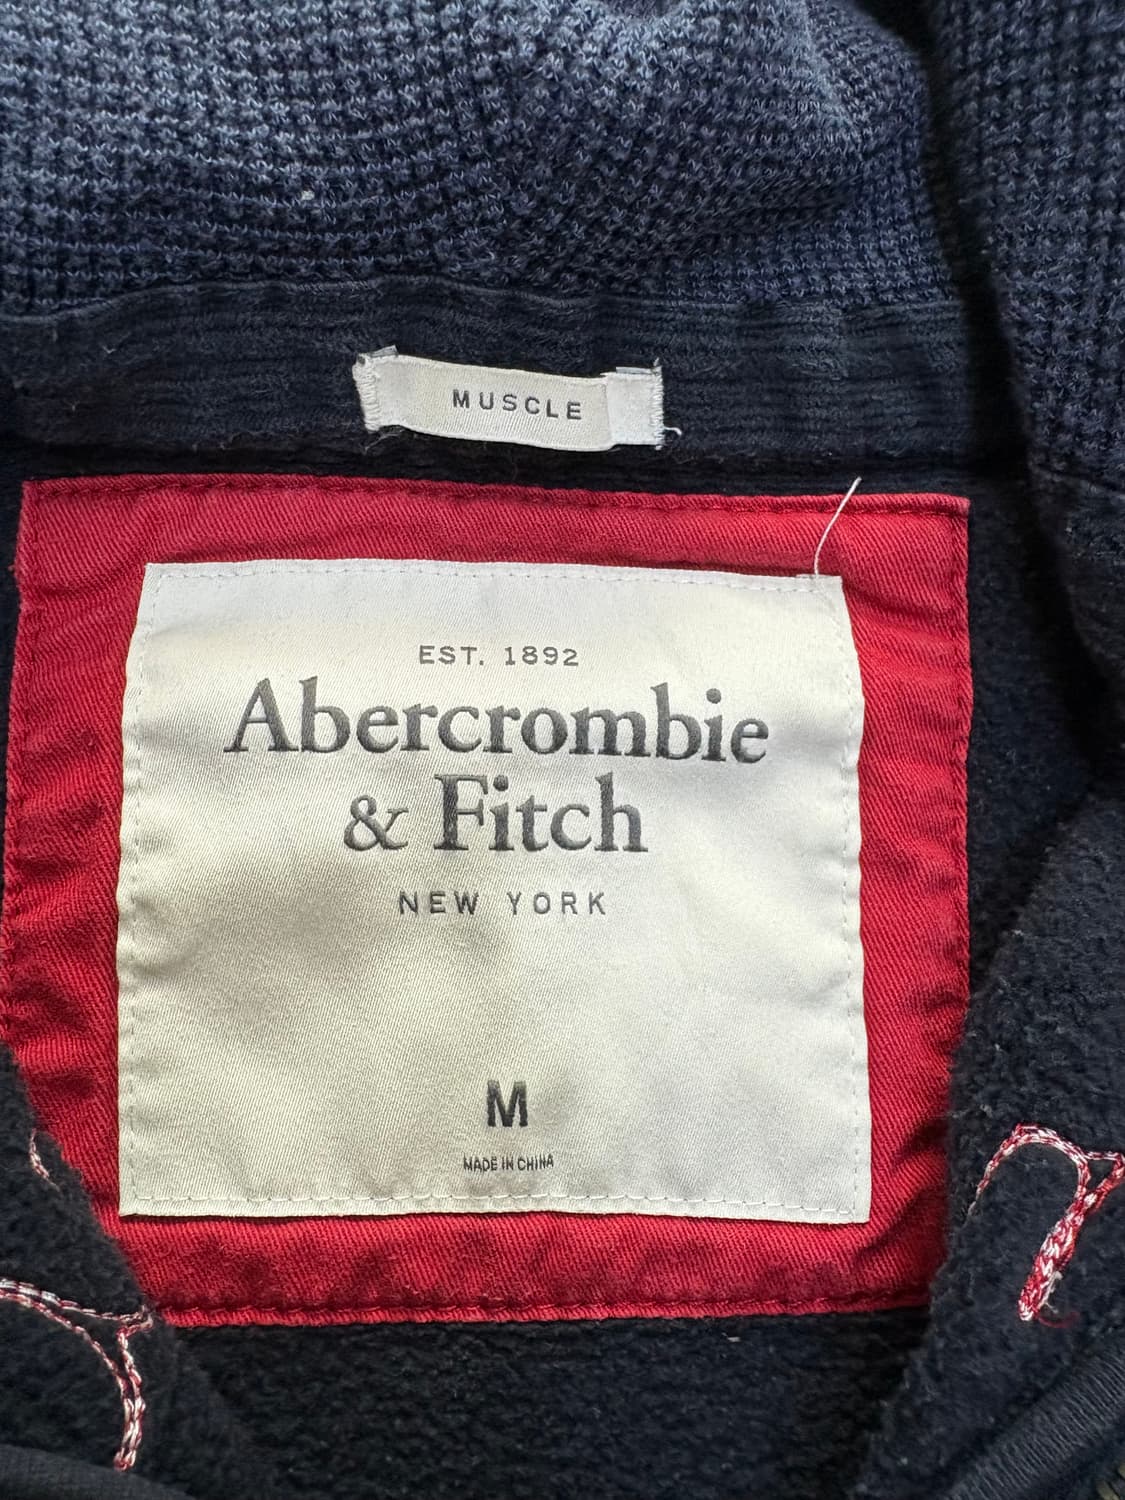 MUSCLE
EST. 1892
Abercrombie
& Fitch
NEW YORK
M
MADE IN CHINA